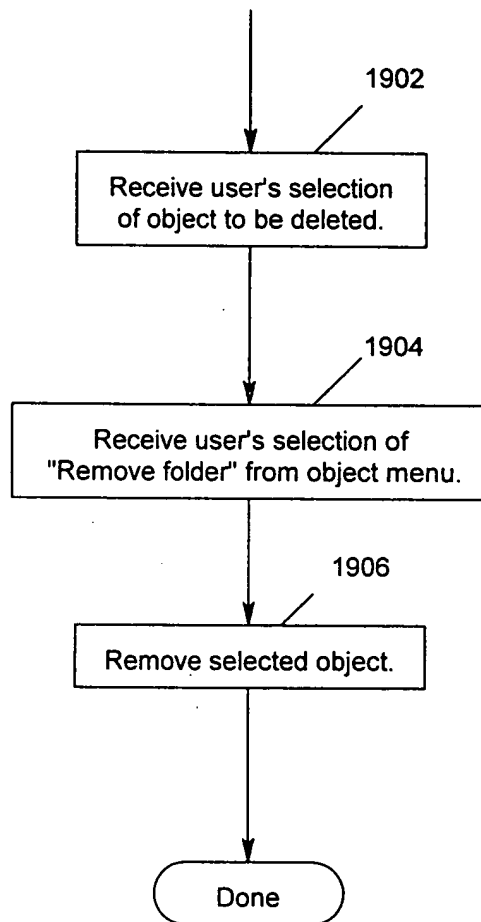 1902
Receive user's selection
of object to be deleted.
1904
Receive user's selection of
"Remove folder" from object menu.
1906
Remove selected object.
Done